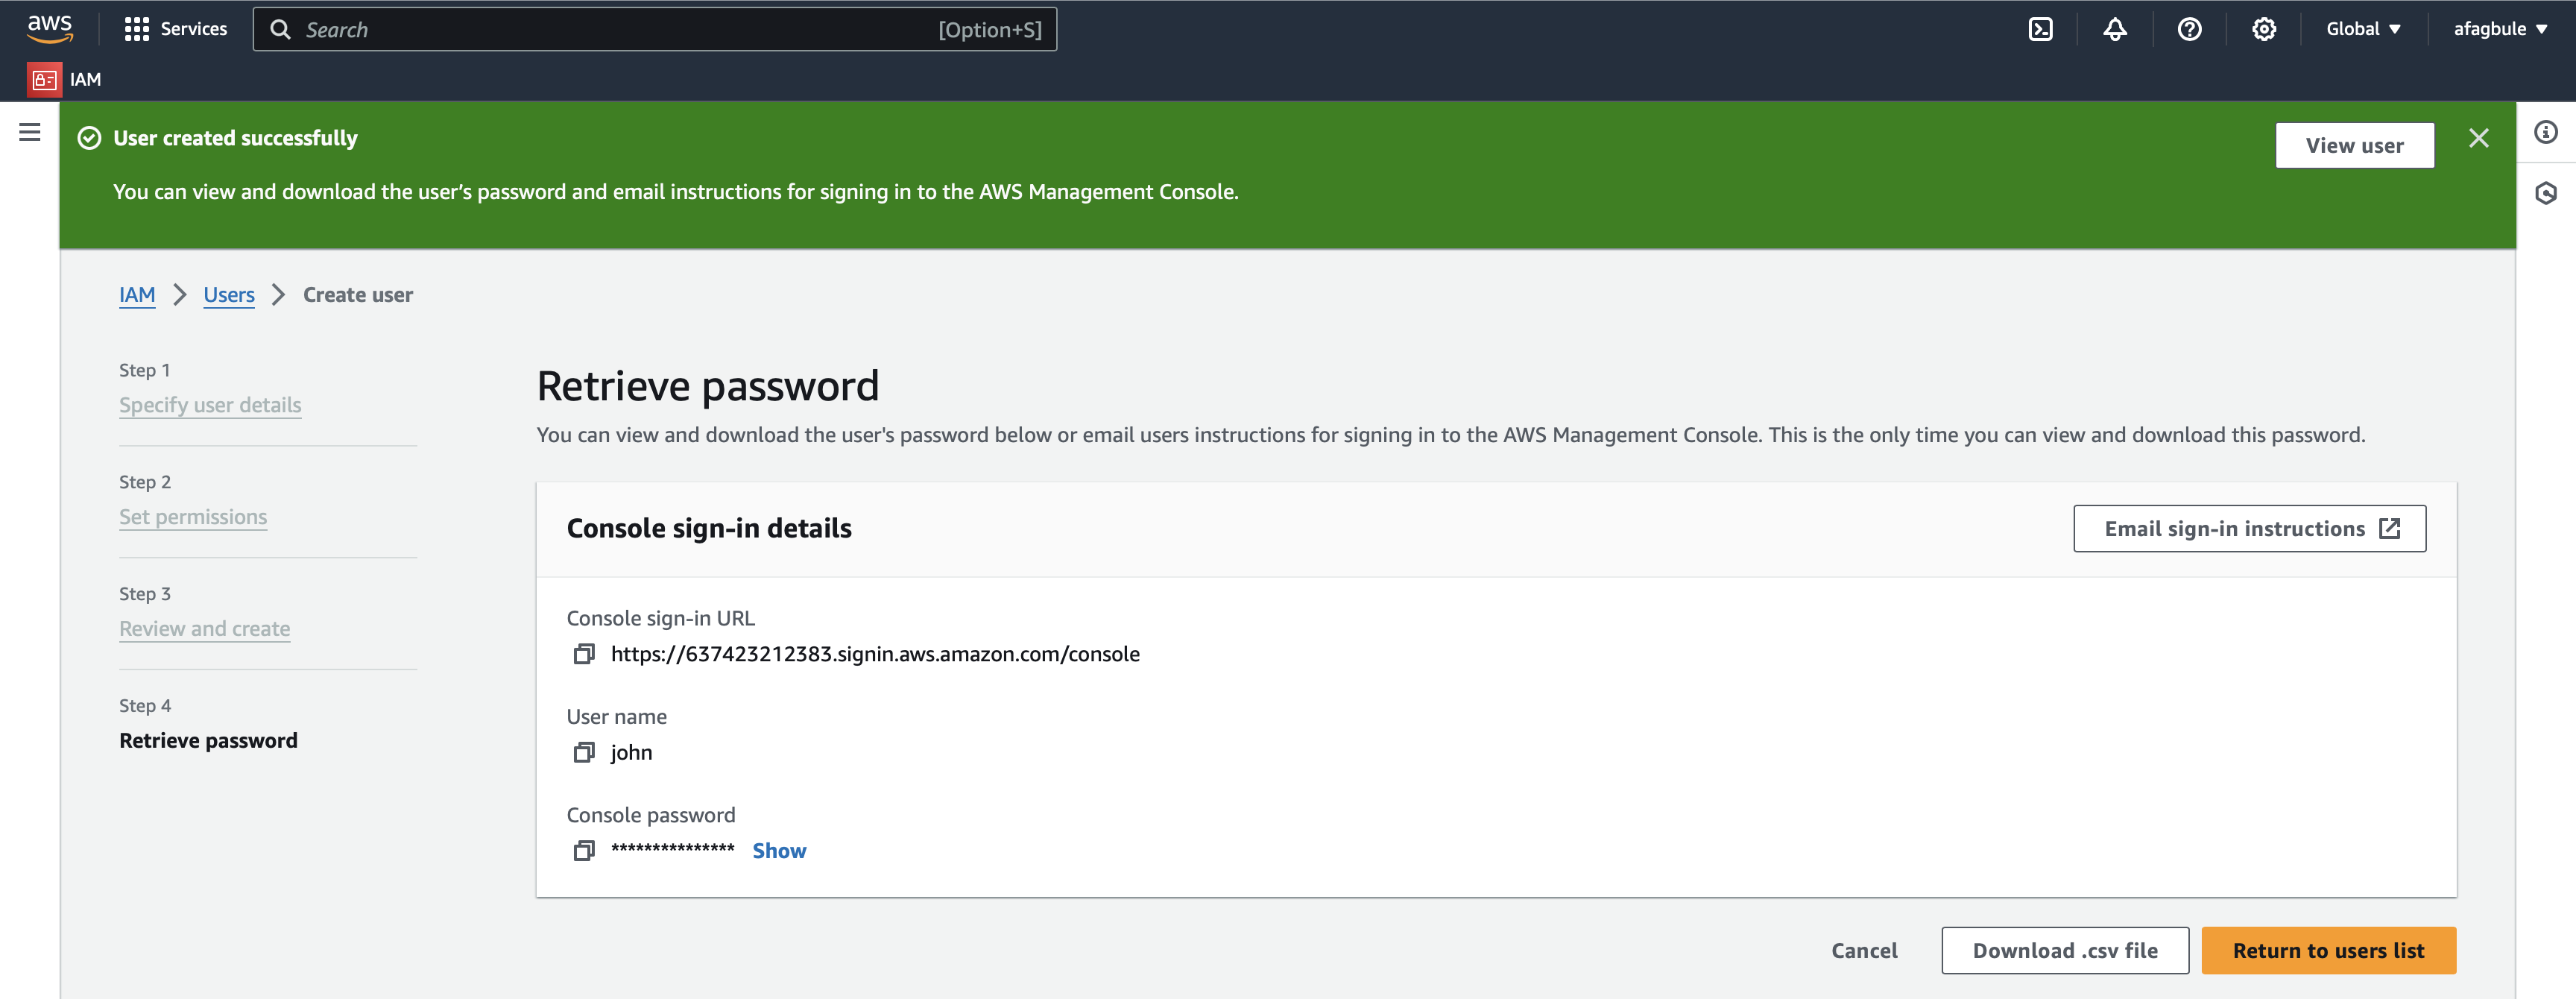 aws
Services
Search
[Option+S]
Global
afagbule
IAM
User created successfully
View user
You can view and download the user’s password and email instructions for signing in to the AWS Management Console.
IAM
Users
Create user
Step 1
Specify user details
Step 2
Set permissions
Step 3
Review and create
Step 4
Retrieve password
Retrieve password
You can view and download the user's password below or email users instructions for signing in to the AWS Management Console. This is the only time you can view and download this password.
Console sign-in details
Email sign-in instructions
Console sign-in URL
https://637423212383.signin.aws.amazon.com/console
User name
john
Console password
*************** Show
Cancel
Download .csv file
Return to users list